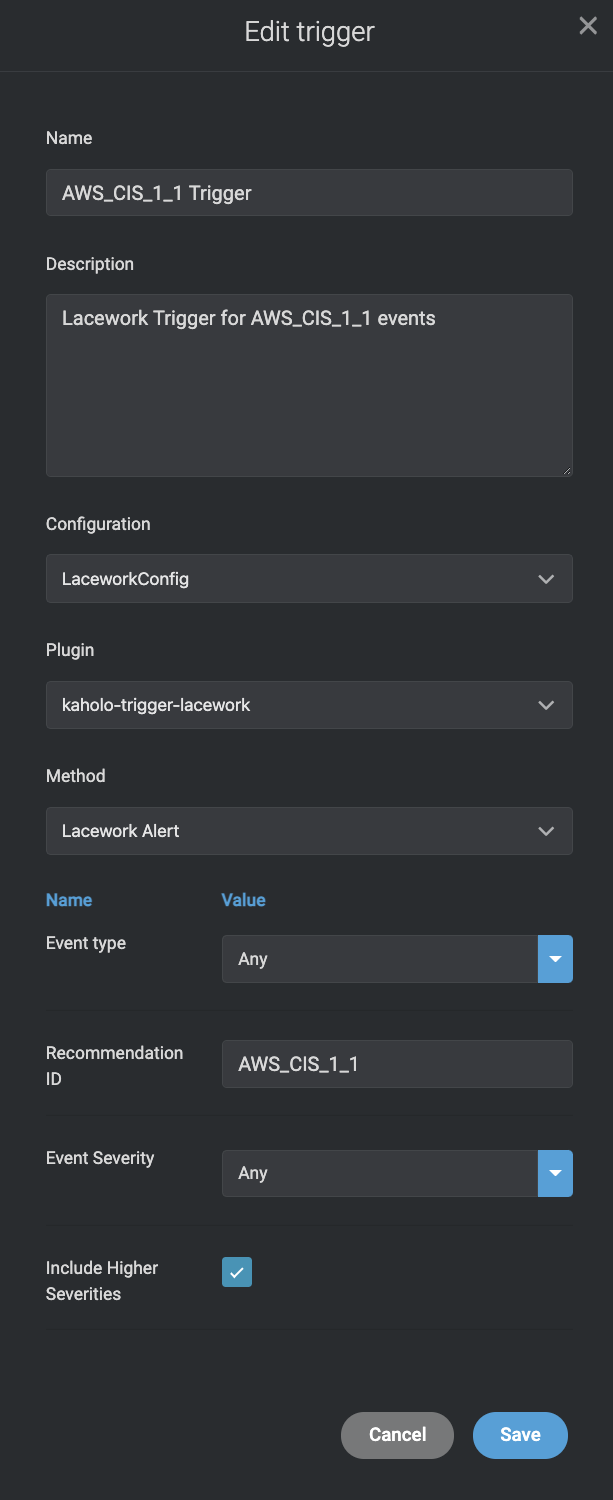 Edit trigger
Name
AWS_CIS_1_1 Trigger
Description
Lacework Trigger for AWS_CIS_1_1 events
Configuration
LaceworkConfig
Plugin
kaholo-trigger-lacework
Method
Lacework Alert
Name Value
Event type Any
Recommendation
ID
AWS_CIS_1_1
Event Severity Any
Include Higher
Severities
Cancel Save